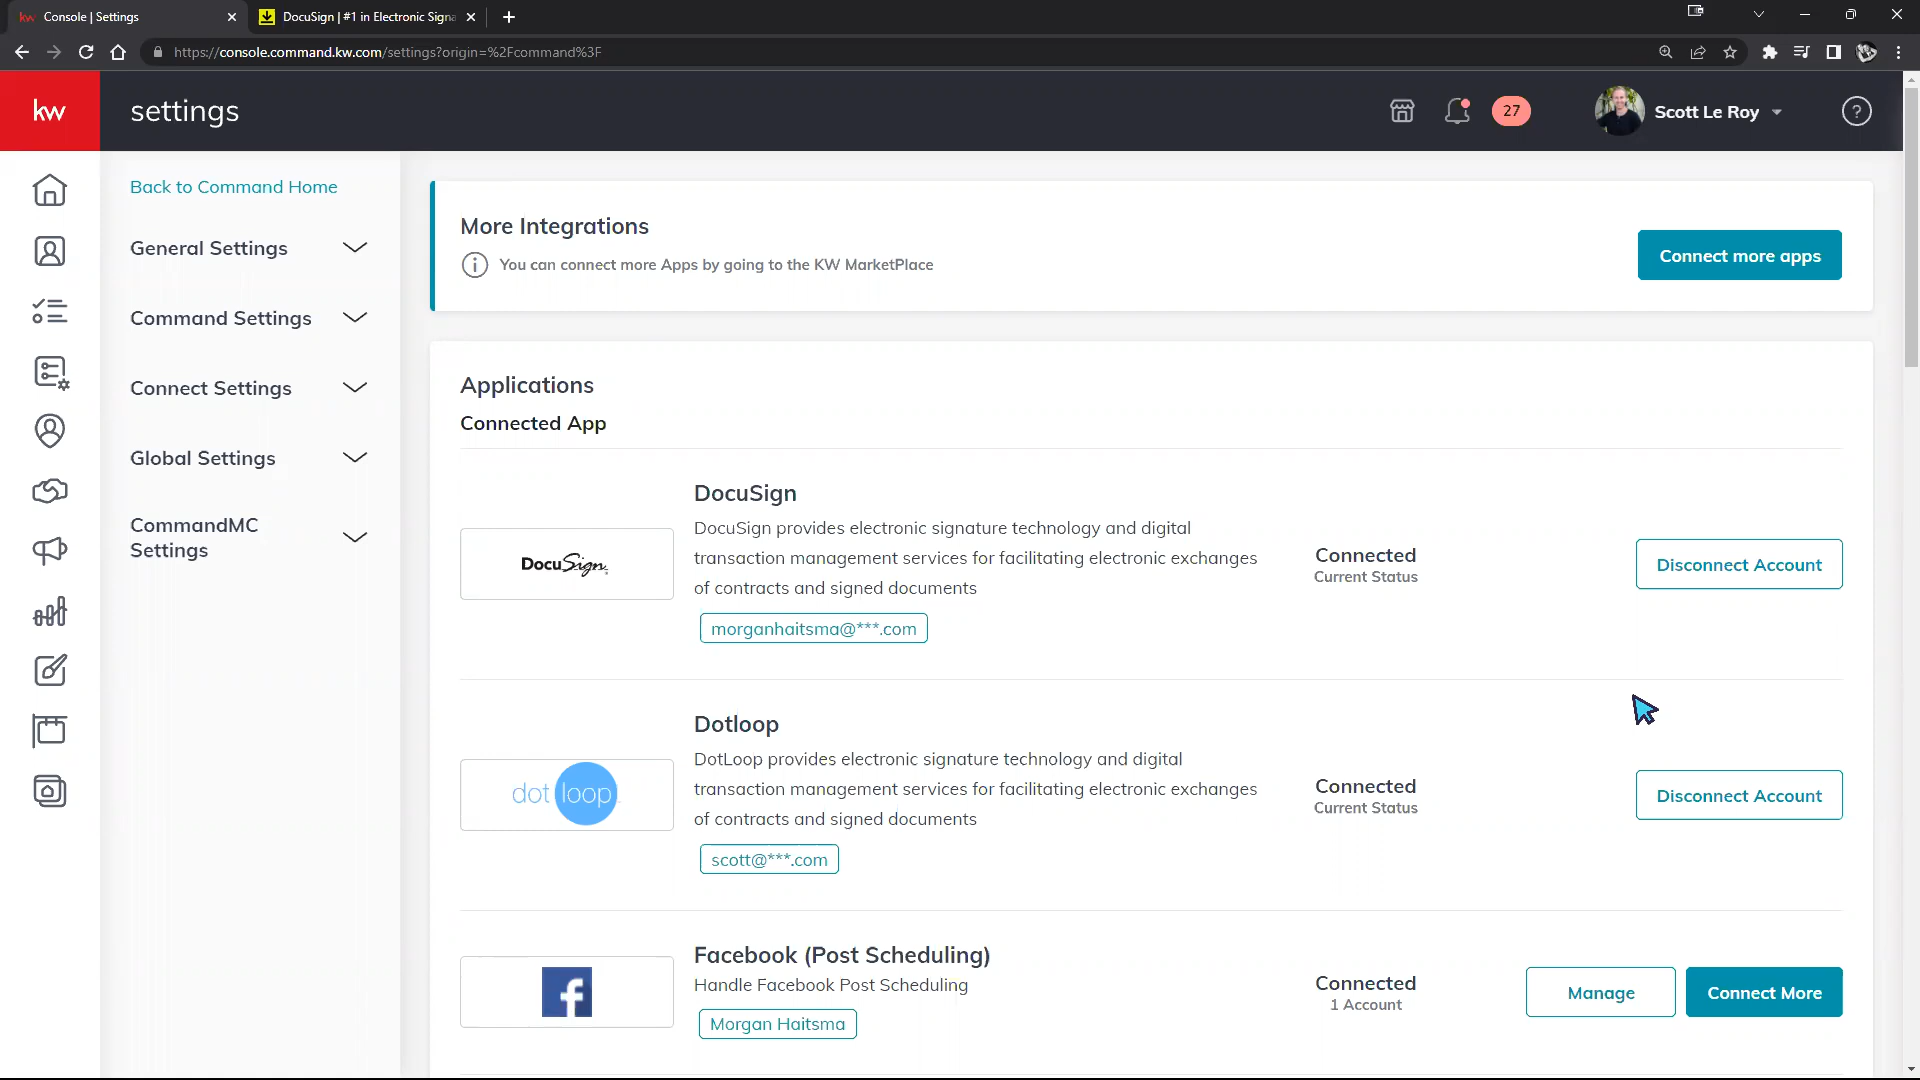 Console | Settings
DocuSign | #1 in Electronic Signa
https://console.command.kw.com/settings?origin=%2Fcommand%3F
kw
settings
27
Scott Le Roy
?
Back to Command Home
General Settings
Command Settings
Connect Settings
Global Settings
CommandMC
Settings
More Integrations
You can connect more Apps by going to the KW MarketPlace
Connect more apps
Applications
Connected App
DocuSign
DocuSign
DocuSign provides electronic signature technology and digital
transaction management services for facilitating electronic exchanges
of contracts and signed documents
morganhaitsma@***.com
Connected
Current Status
Disconnect Account
dotloop
Dotloop
DotLoop provides electronic signature technology and digital
transaction management services for facilitating electronic exchanges
of contracts and signed documents
scott@***.com
Connected
Current Status
Disconnect Account
f
Facebook (Post Scheduling)
Handle Facebook Post Scheduling
Morgan Haitsma
Connected
1 Account
Manage
Connect More